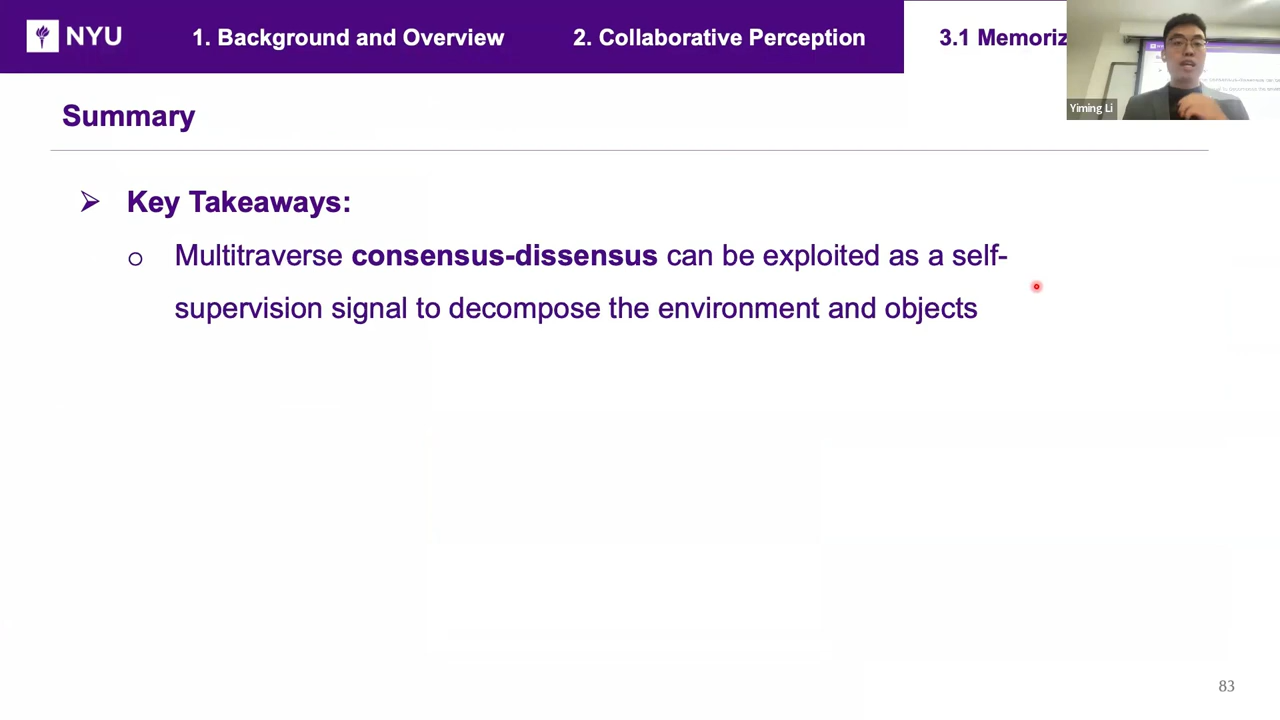 NYU
1. Background and Overview
2. Collaborative Perception
3.1 Memoriz
Yiming Li
Summary
Key Takeaways:
Multitraverse consensus-dissensus can be exploited as a self-
supervision signal to decompose the environment and objects
83